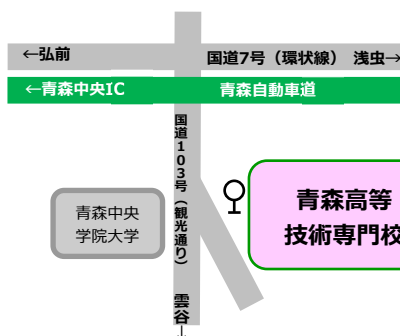 ←弘前
国道7号（環状線） 浅虫→
←青森中央IC
青森自動車道
国道103号（観光通り）
青森中央
学院大学
青森高等
技術専門校
雲谷
↓